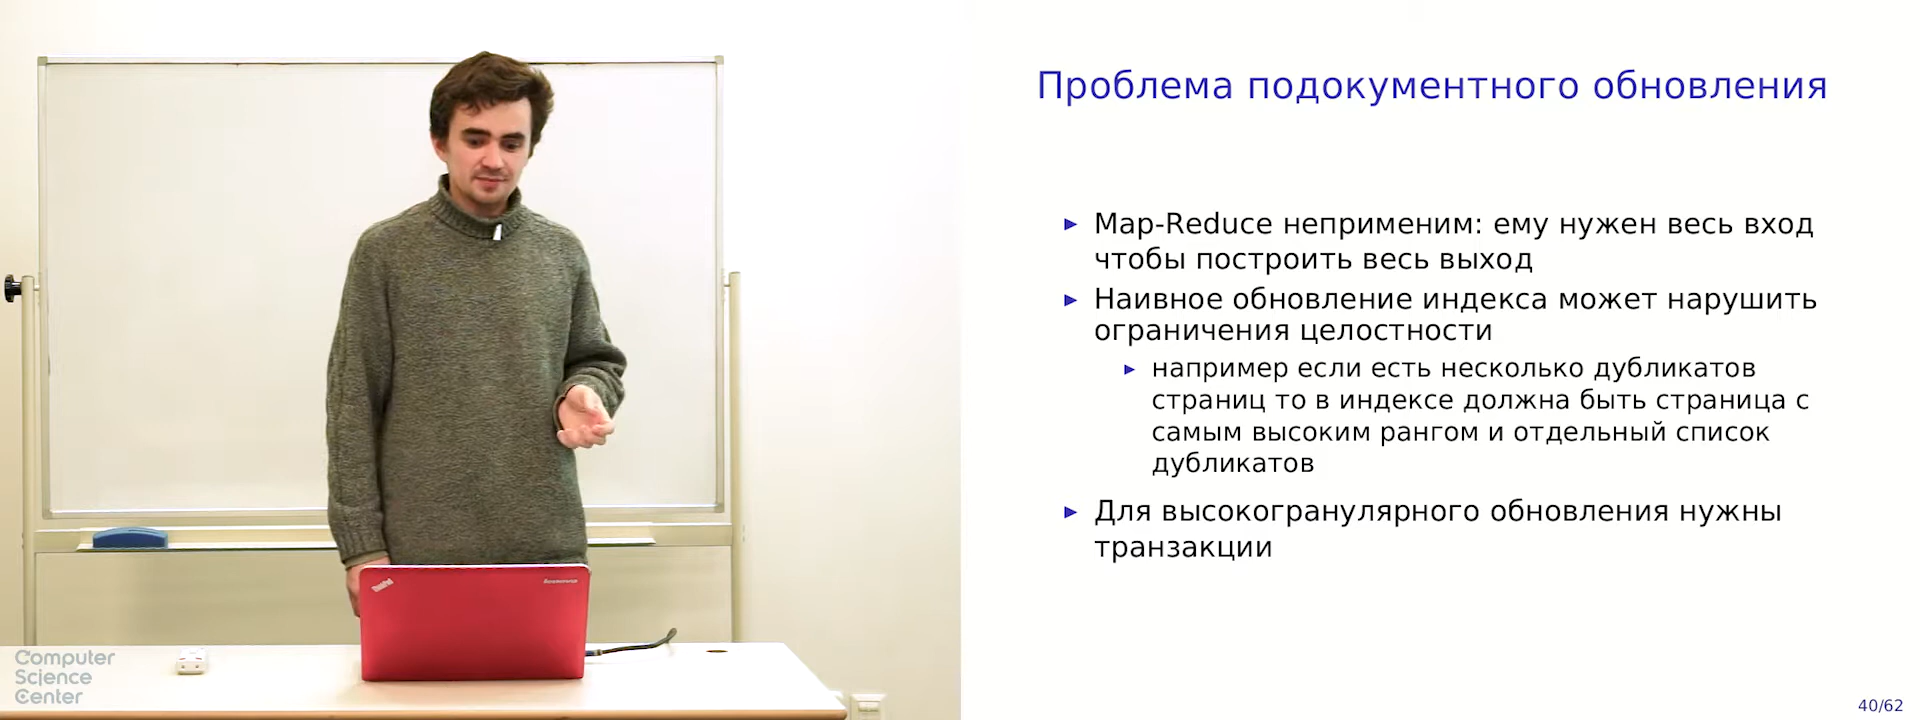 Проблема подокументного обновления
Map-Reduce неприменим: ему нужен весь вход
чтобы построить весь выход
Наивное обновление индекса может нарушить
ограничения целостности
например если есть несколько дубликатов
страниц то в индексе должна быть страница с
самым высоким рангом и отдельный список
дубликатов
Для высокогранулярного обновления нужны
транзакции
40/62
ThinkPad
lenovo
Computer
Science
Center